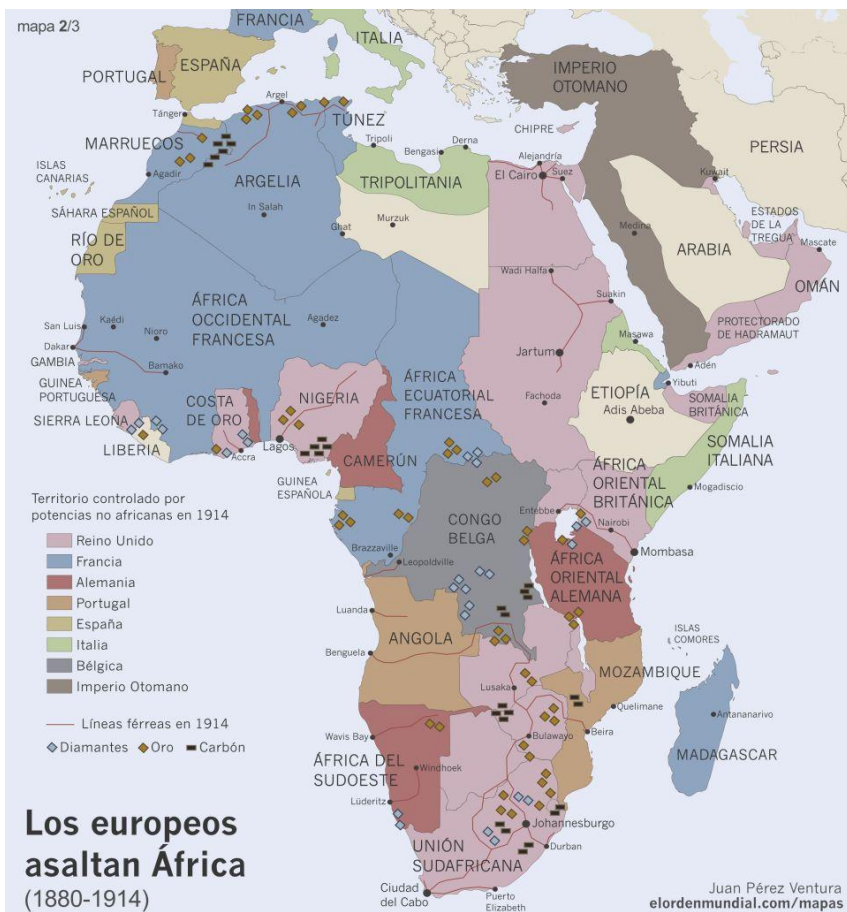 mapa 2/3
FRANCIA
ITALIA
PORTUGAL
ESPAÑA
IMPERIO
OTOMANO
Argel
Tánger
TÚNEZ
MARRUECOS
CHIPRE
PERSIA
Tripoli
Derna
Bengasi
Alejandría
ISLAS
CANARIAS
Agadir
El Cairo
Suez
Kuwait
ARGELIA
TRIPOLITANIA
SÁHARA ESPAÑOL
In Salah
Murzuk
Ghat
Medina
ESTADOS
DE LA
TREGUA
Mascate
RÍO DE
ORO
ARABIA
OMÁN
Wadi Halfa
Suakin
ÁFRICA
OCCIDENTAL
FRANCESA
Agadez
PROTECTORADO
DE HADRAMAUT
San Luis
Kaédi
Nioro
Masawa
Dakar
Jartum
Adén
GAMBIA
Bamako
Yibuti
GUINEA
PORTUGUESA
COSTA
DE ORO
NIGERIA
ÁFRICA
ECUATORIAL
FRANCESA
Fachoda
ETIOPÍA
Adis Abeba
SOMALIA
BRITÁNICA
SIERRA LEONA
LIBERIA
Accra
Lagos
CAMERÚN
SOMALIA
ITALIANA
GUINEA
ESPAÑOLA
ÁFRICA
ORIENTAL
BRITÁNICA
Mogadiscio
Territorio controlado por
potencias no africanas en 1914
Reino Unido
Francia
Alemania
Portugal
España
Italia
Bélgica
Imperio Otomano
Líneas férreas en 1914
Diamantes
Oro
Carbón
CONGO
BELGA
Entebbe
Nairobi
Mombasa
Brazzaville
Leopoldville
ÁFRICA
ORIENTAL
ALEMANA
Luanda
ANGOLA
ISLAS
COMORES
Benguela
MOZAMBIQUE
Lusaka
Quelimane
Antananarivo
Wavis Bay
Bulawayo
Beira
MADAGASCAR
ÁFRICA DEL
SUDOESTE
Windhoek
Lüderitz
Johannesburgo
UNIÓN
SUDAFRICANA
Durban
Ciudad
del Cabo
Puerto
Elizabeth
Los europeos
asaltan África
(1880-1914)
Juan Pérez Ventura
elordenmundial.com/mapas